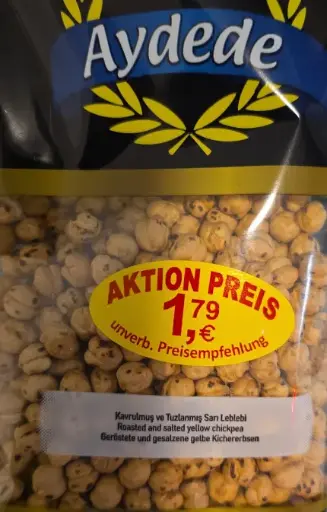 Aydede
AKTION PREIS
1,79 €
unverb. Preisempfehlung
Kavrulmuş ve Tuzlanmış Sarı Leblebi
Roasted and salted yellow chickpea
Geröstete und gesalzene gelbe Kichererbsen